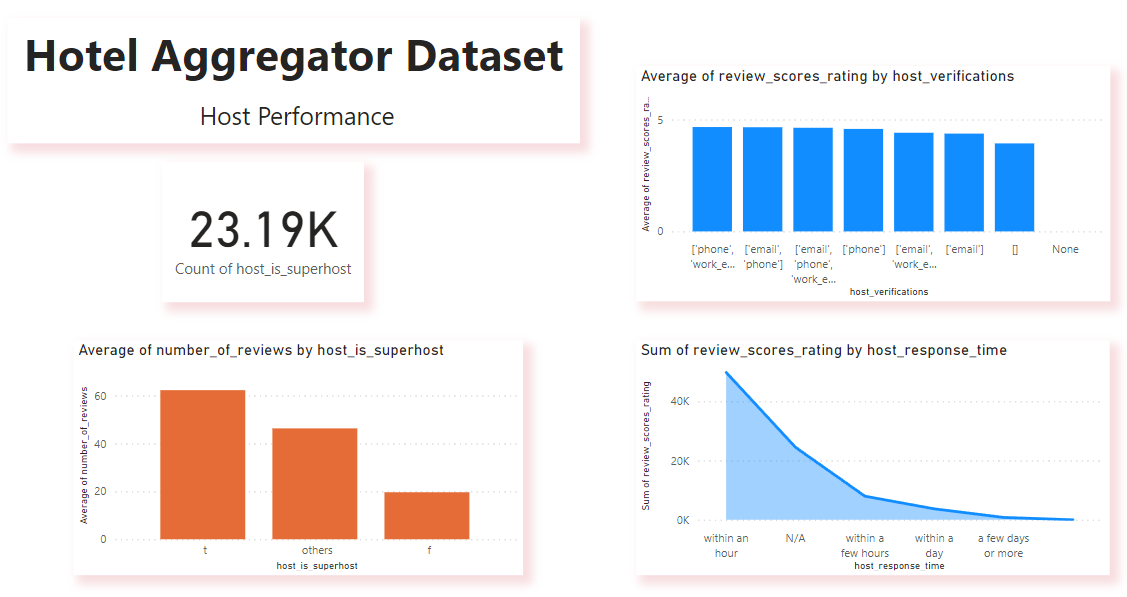 Hotel Aggregator Dataset
Host Performance
23.19K
Count of host_is_superhost
Average of review_scores_rating by host_verifications
Average of review_scores_ra...
5
0
['phone', 'work_e...
['email', 'phone']
['email', 'phone', 'work_e...
['phone']
['email', 'work_e...
['email']
[]
None
host_verifications
Average of number_of_reviews by host_is_superhost
Average of number_of_reviews
60
40
20
0
t
others
f
host_is_superhost
Sum of review_scores_rating by host_response_time
Sum of review_scores_rating
40K
20K
0K
within an hour
N/A
within a few hours
within a day
a few days or more
host_response_time